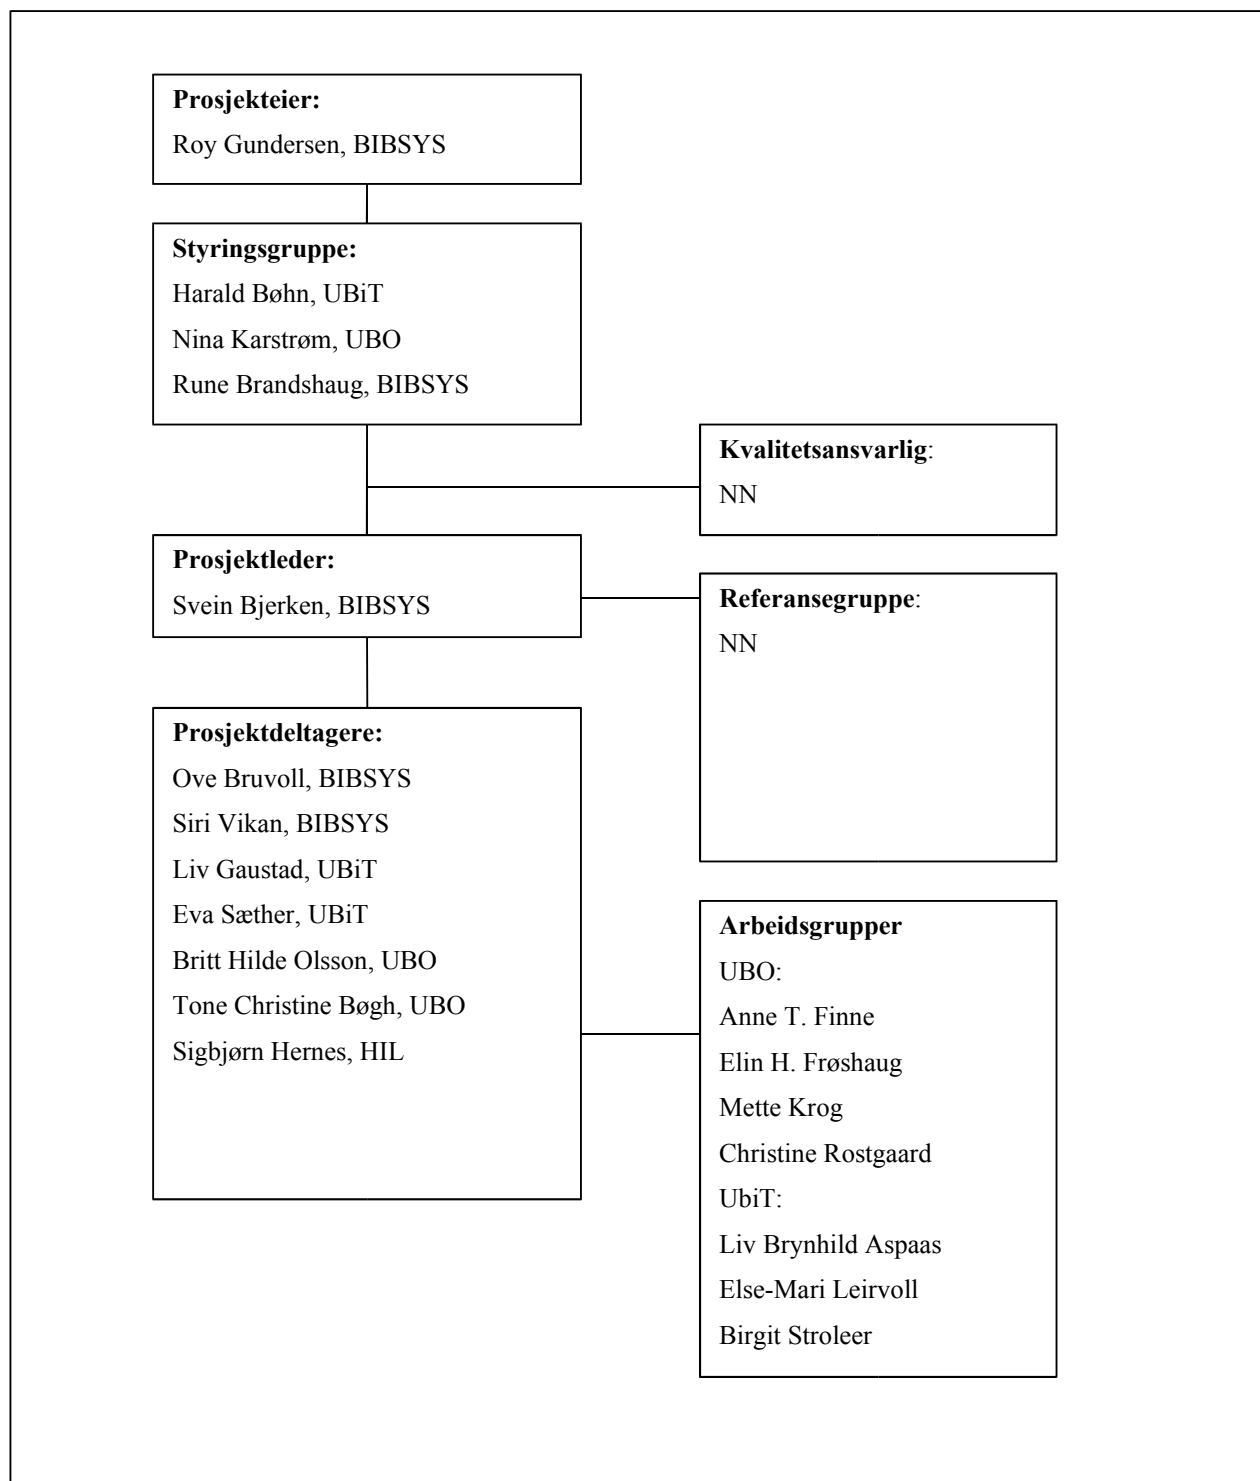 Prosjekteier:
Roy Gundersen, BIBSYS
Styringsgruppe:
Harald Bøhn, UBiT
Nina Karstrøm, UBO
Rune Brandshaug, BIBSYS
Kvalitetsansvarlig:
NN
Prosjektleder:
Svein Bjerken, BIBSYS
Referansegruppe:
NN
Prosjektdeltagere:
Ove Bruvoll, BIBSYS
Siri Vikan, BIBSYS
Liv Gaustad, UBiT
Eva Sæther, UBiT
Britt Hilde Olsson, UBO
Tone Christine Bøgh, UBO
Sigbjørn Hernes, HIL
Arbeidsgrupper
UBO:
Anne T. Finne
Elin H. Frøshaug
Mette Krog
Christine Rostgaard
UbiT:
Liv Brynhild Aspaas
Else-Mari Leirvoll
Birgit Stroleer